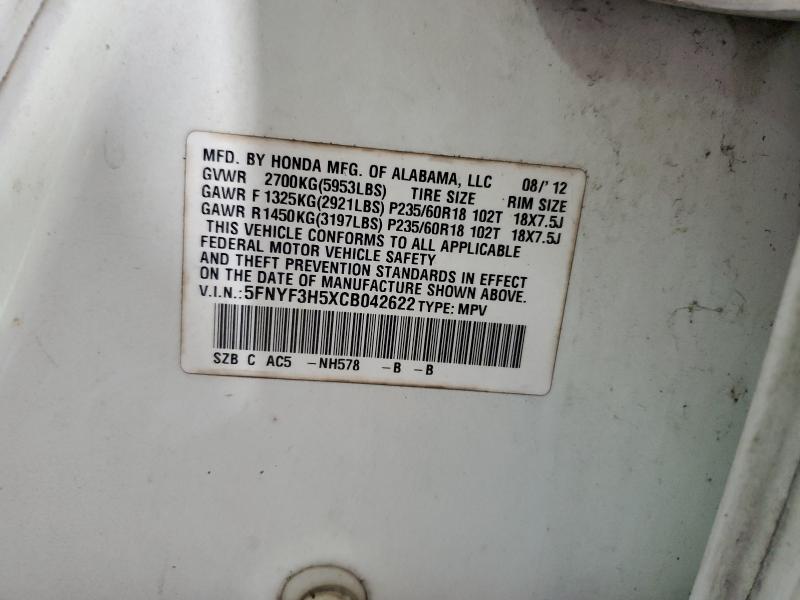 MFD. BY HONDA MFG. OF ALABAMA, LLC 08/'12
GVWR 2700KG(5953LBS) TIRE SIZE RIM SIZE
GAWR F 1325KG(2921LBS) P235/60R18 102T 18X7.5J
GAWR R1450KG(3197LBS) P235/60R18 102T 18X7.5J
THIS VEHICLE CONFORMS TO ALL APPLICABLE
FEDERAL MOTOR VEHICLE SAFETY
AND THEFT PREVENTION STANDARDS IN EFFECT
ON THE DATE OF MANUFACTURE SHOWN ABOVE.
V.I.N.:5FNYF3H5XCB042622 TYPE: MPV
SZB C AC5 -NH578 -B -B